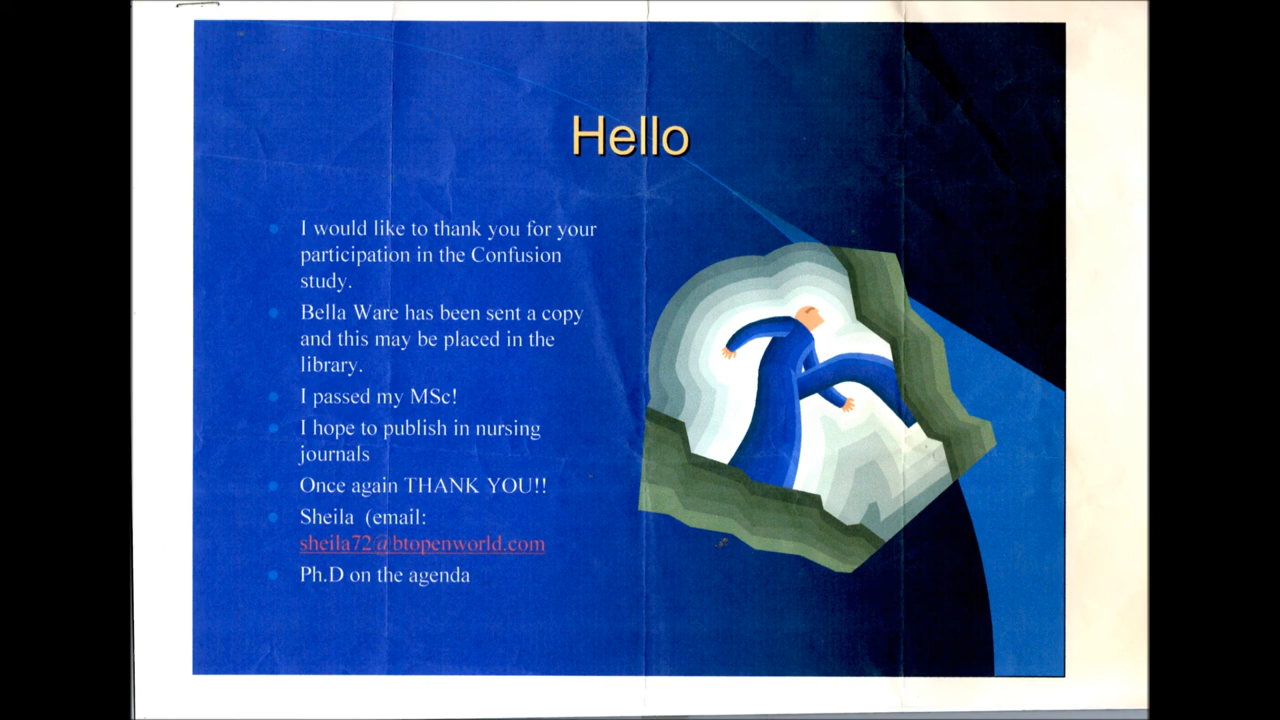 Hello
I would like to thank you for your
participation in the Confusion
study.
Bella Ware has been sent a copy
and this may be placed in the
library.
I passed my MSc!
I hope to publish in nursing
journals
Once again THANK YOU!!
Sheila (email:
sheila72@btopenworld.com
Ph.D on the agenda